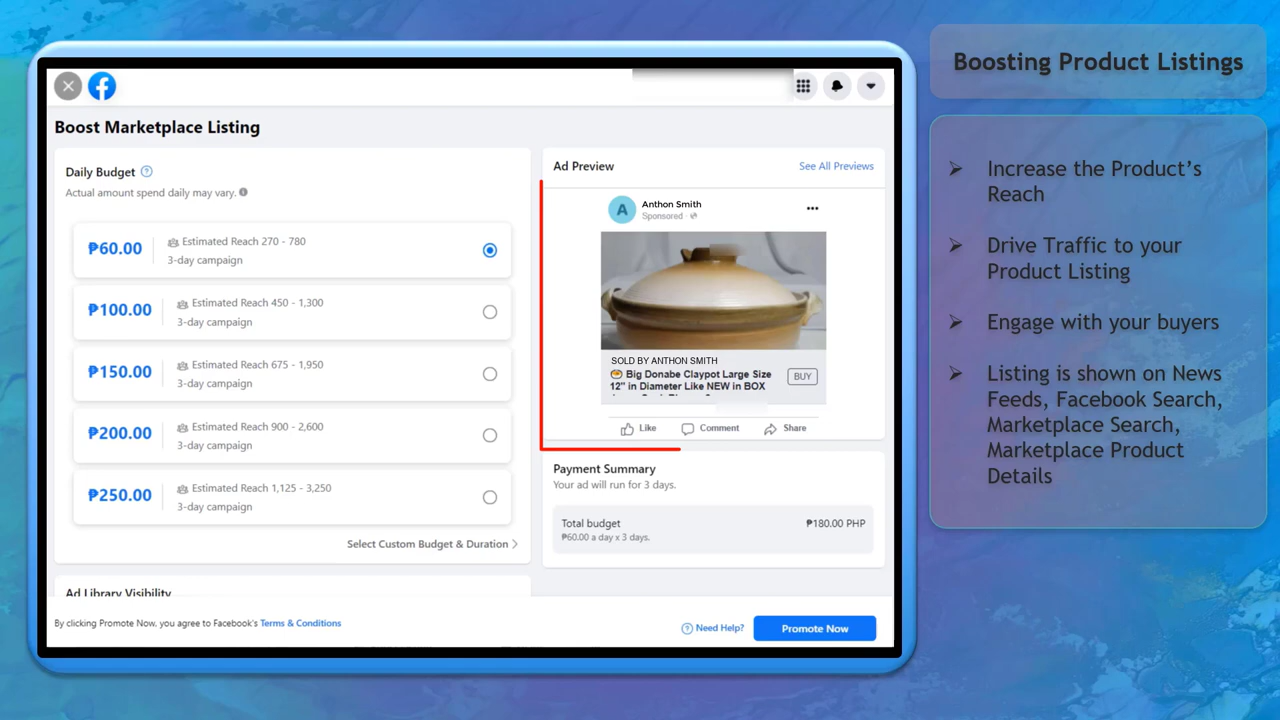 Boosting Product Listings
Boost Marketplace Listing
Daily Budget
Actual amount spend daily may vary.
₱60.00
Estimated Reach 270 - 780
3-day campaign
₱100.00
Estimated Reach 450 - 1,300
3-day campaign
₱150.00
Estimated Reach 675 - 1,950
3-day campaign
₱200.00
Estimated Reach 900 - 2,600
3-day campaign
₱250.00
Estimated Reach 1,125 - 3,250
3-day campaign
Select Custom Budget & Duration
Ad Library Visibility
By clicking Promote Now, you agree to Facebook's Terms & Conditions
Ad Preview
See All Previews
A
Anthon Smith
Sponsored ·
SOLD BY ANTHON SMITH
Big Donabe Claypot Large Size
12" in Diameter Like NEW in BOX
BUY
Like
Comment
Share
Payment Summary
Your ad will run for 3 days.
Total budget
₱180.00 PHP
₱60.00 a day x 3 days.
Need Help?
Promote Now
Increase the Product's
Reach
Drive Traffic to your
Product Listing
Engage with your buyers
Listing is shown on News
Feeds, Facebook Search,
Marketplace Search,
Marketplace Product
Details